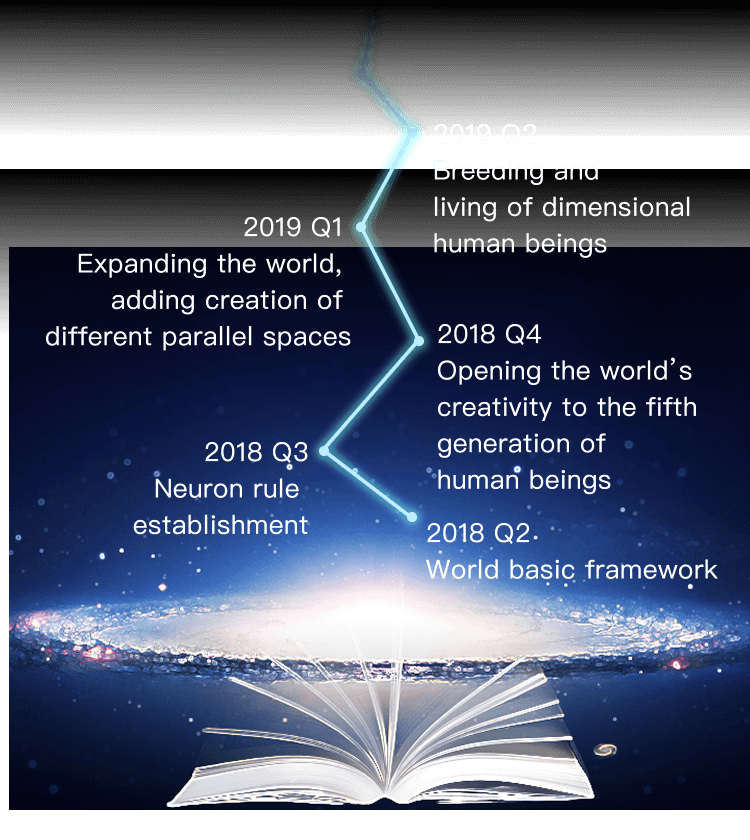 2019 Q2
Breeding and
living of dimensional
human beings
2019 Q1
Expanding the world,
adding creation of
different parallel spaces
2018 Q4
Opening the world's
creativity to the fifth
generation of
human beings
2018 Q3
Neuron rule
establishment
2018 Q2
World basic framework